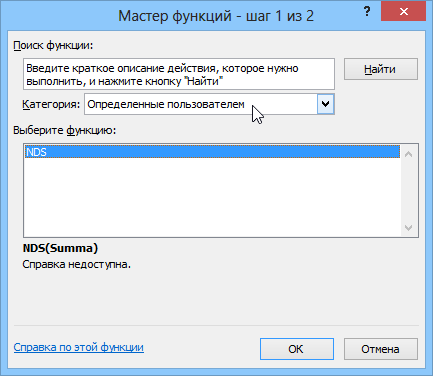 Мастер функций - шаг 1 из 2
?
Поиск функции:
Введите краткое описание действия, которое нужно
выполнить, и нажмите кнопку "Найти"
Найти
Категория: Определенные пользователем
Выберите функцию:
NDS
NDS(Summa)
Справка недоступна.
Справка по этой функции
ОК
Отмена